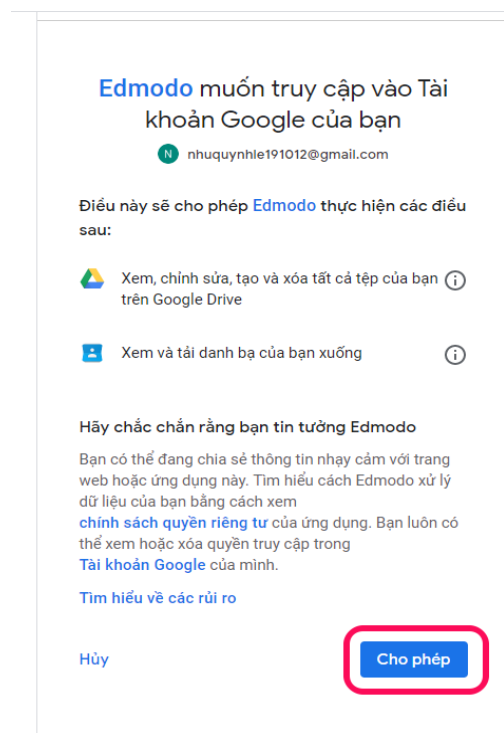 Edmodo muốn truy cập vào Tài
khoản Google của bạn
N nhuquynhle191012@gmail.com
Điều này sẽ cho phép Edmodo thực hiện các điều
sau:
Xem, chỉnh sửa, tạo và xóa tất cả tệp của bạn
trên Google Drive
Xem và tải danh bạ của bạn xuống
Hãy chắc chắn rằng bạn tin tưởng Edmodo
Bạn có thể đang chia sẻ thông tin nhạy cảm với trang
web hoặc ứng dụng này. Tìm hiểu cách Edmodo xử lý
dữ liệu của bạn bằng cách xem
chính sách quyền riêng tư của ứng dụng. Bạn luôn có
thể xem hoặc xóa quyền truy cập trong
Tài khoản Google của mình.
Tìm hiểu về các rủi ro
Hủy Cho phép